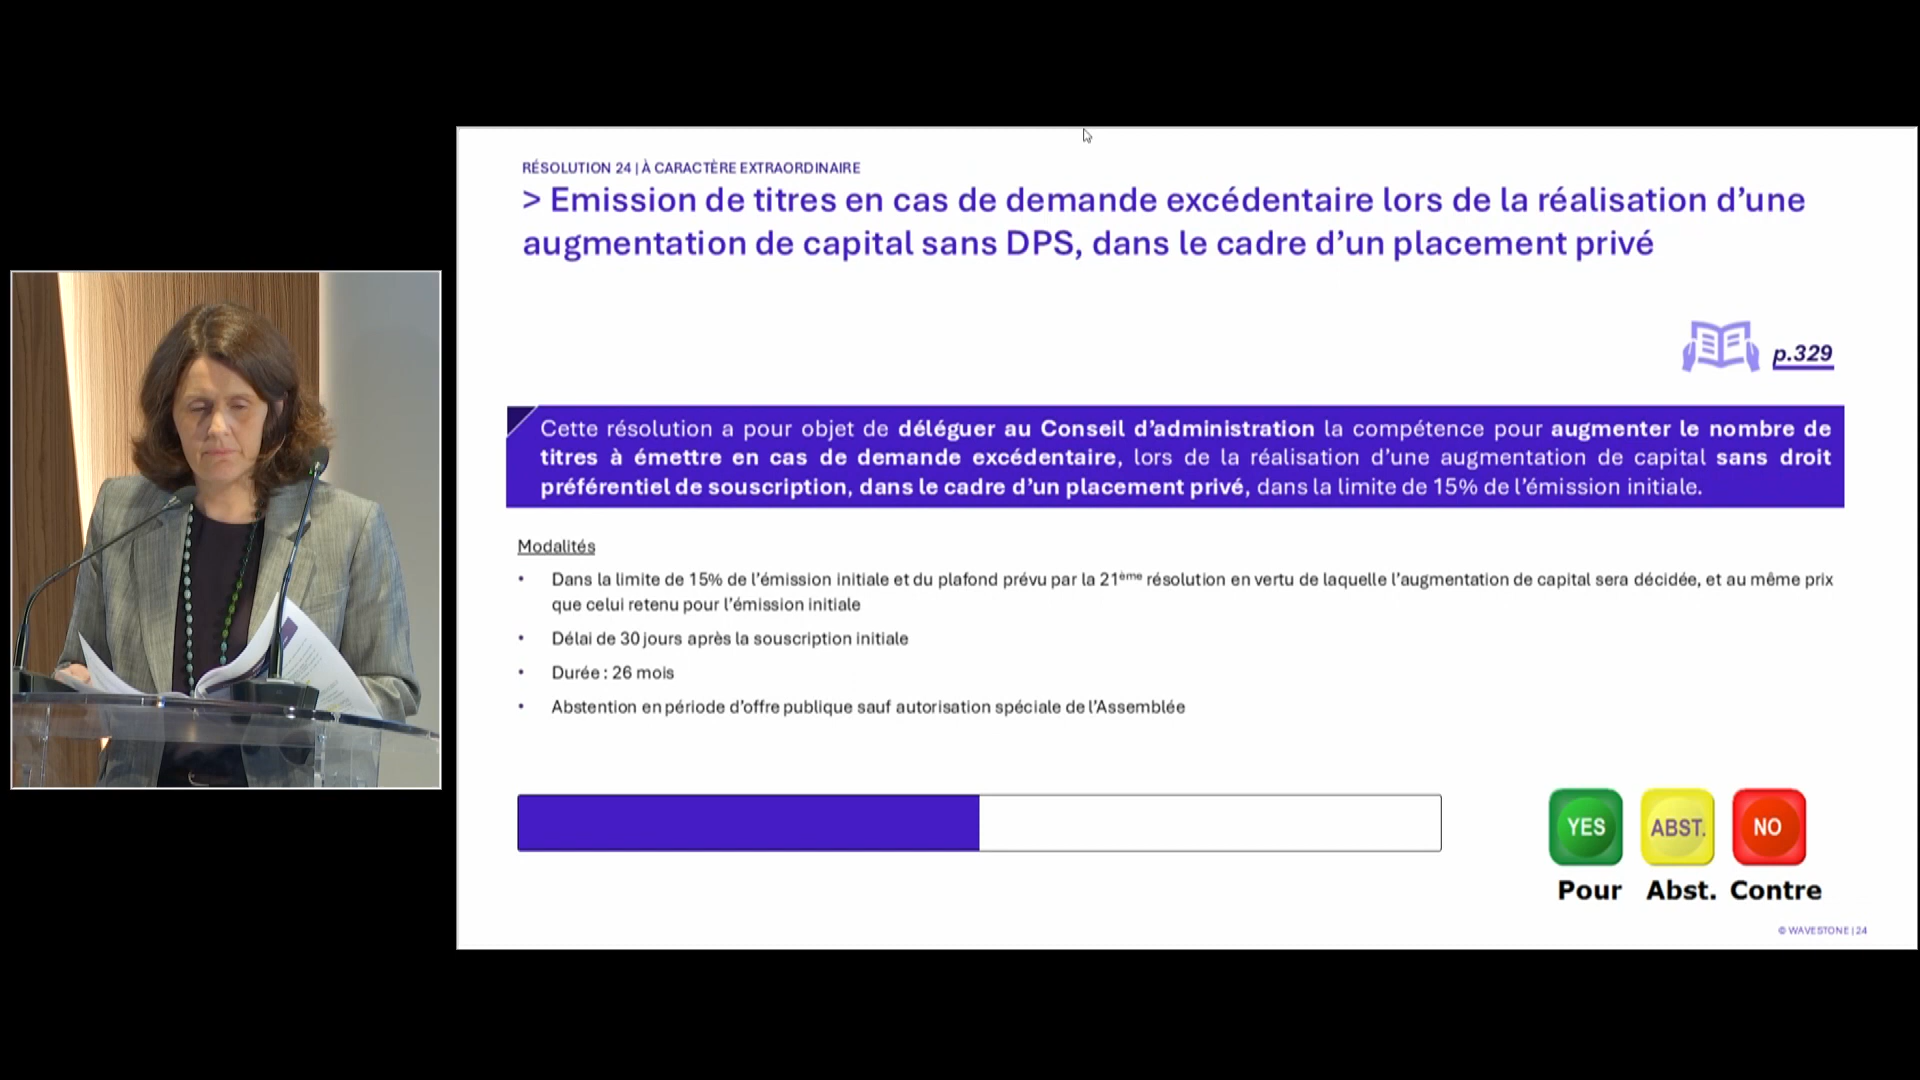 RÉSOLUTION 24 | À CARACTÈRE EXTRAORDINAIRE
> Emission de titres en cas de demande excédentaire lors de la réalisation d’une
augmentation de capital sans DPS, dans le cadre d’un placement privé
p.329
Cette résolution a pour objet de déléguer au Conseil d’administration la compétence pour augmenter le nombre de
titres à émettre en cas de demande excédentaire, lors de la réalisation d’une augmentation de capital sans droit
préférentiel de souscription, dans le cadre d’un placement privé, dans la limite de 15% de l’émission initiale.
Modalités
• Dans la limite de 15% de l’émission initiale et du plafond prévu par la 21ème résolution en vertu de laquelle l’augmentation de capital sera décidée, et au même prix
que celui retenu pour l’émission initiale
• Délai de 30 jours après la souscription initiale
• Durée : 26 mois
• Abstention en période d’offre publique sauf autorisation spéciale de l’Assemblée
YES ABST. NO
Pour Abst. Contre
© WAVESTONE | 24